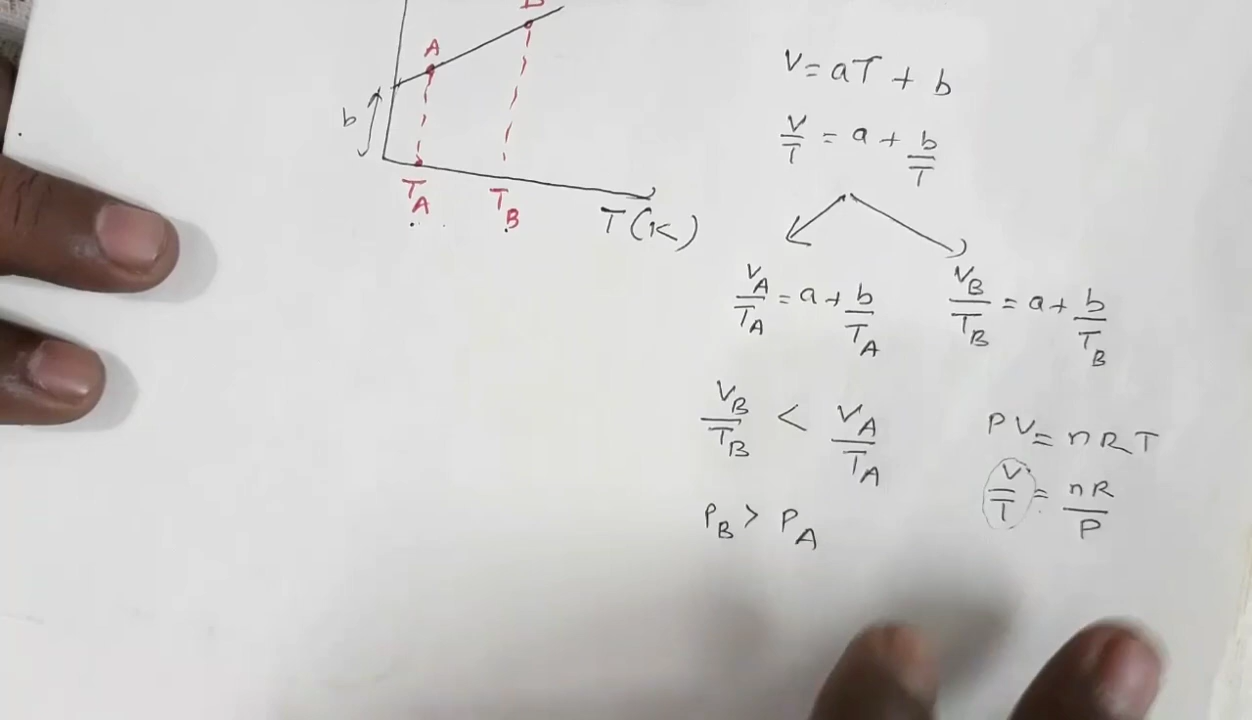 A
b
T_A
T_B
T(K)
V = aT + b
V/T = a + b/T
V_A/T_A = a + b/T_A
V_B/T_B = a + b/T_B
V_B/T_B < V_A/T_A
P_B > P_A
PV = nRT
V/T = nR/P